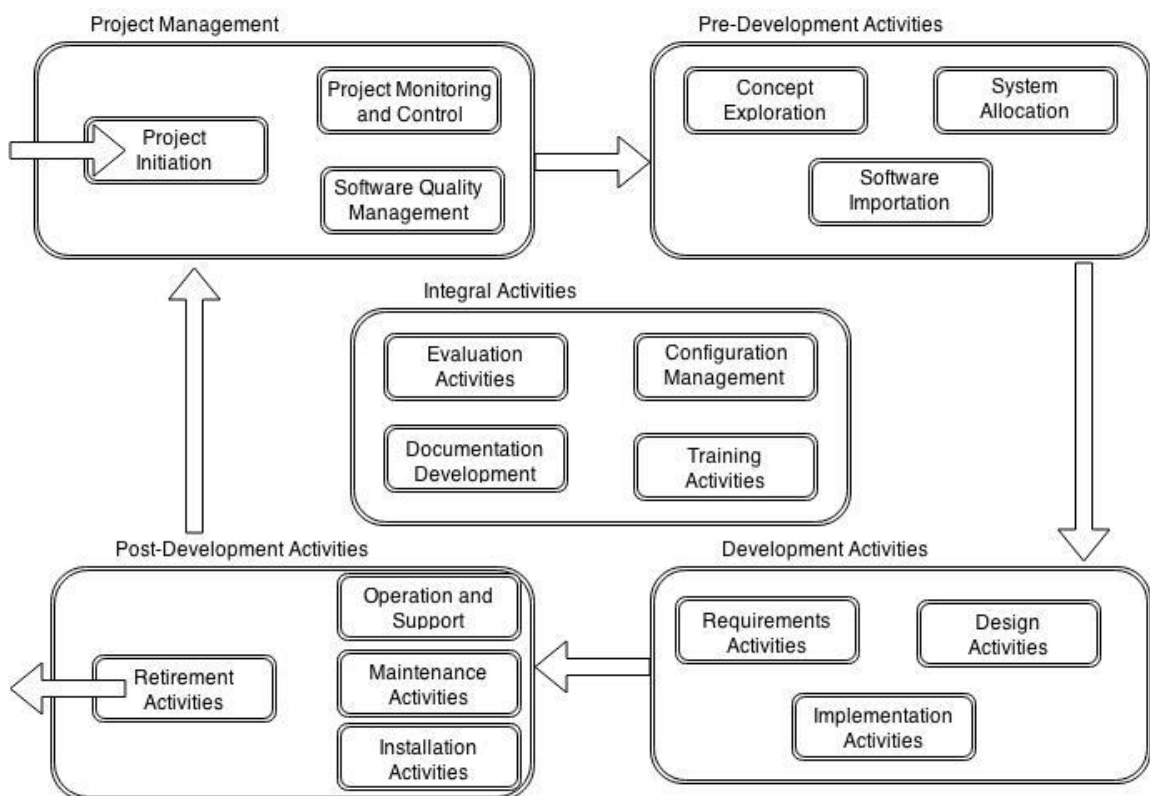 Project Management
Project
Initiation
Project Monitoring
and Control
Software Quality
Management
Pre-Development Activities
Concept
Exploration
System
Allocation
Software
Importation
Integral Activities
Evaluation
Activities
Configuration
Management
Documentation
Development
Training
Activities
Post-Development Activities
Operation and
Support
Retirement
Activities
Maintenance
Activities
Installation
Activities
Development Activities
Requirements
Activities
Design
Activities
Implementation
Activities